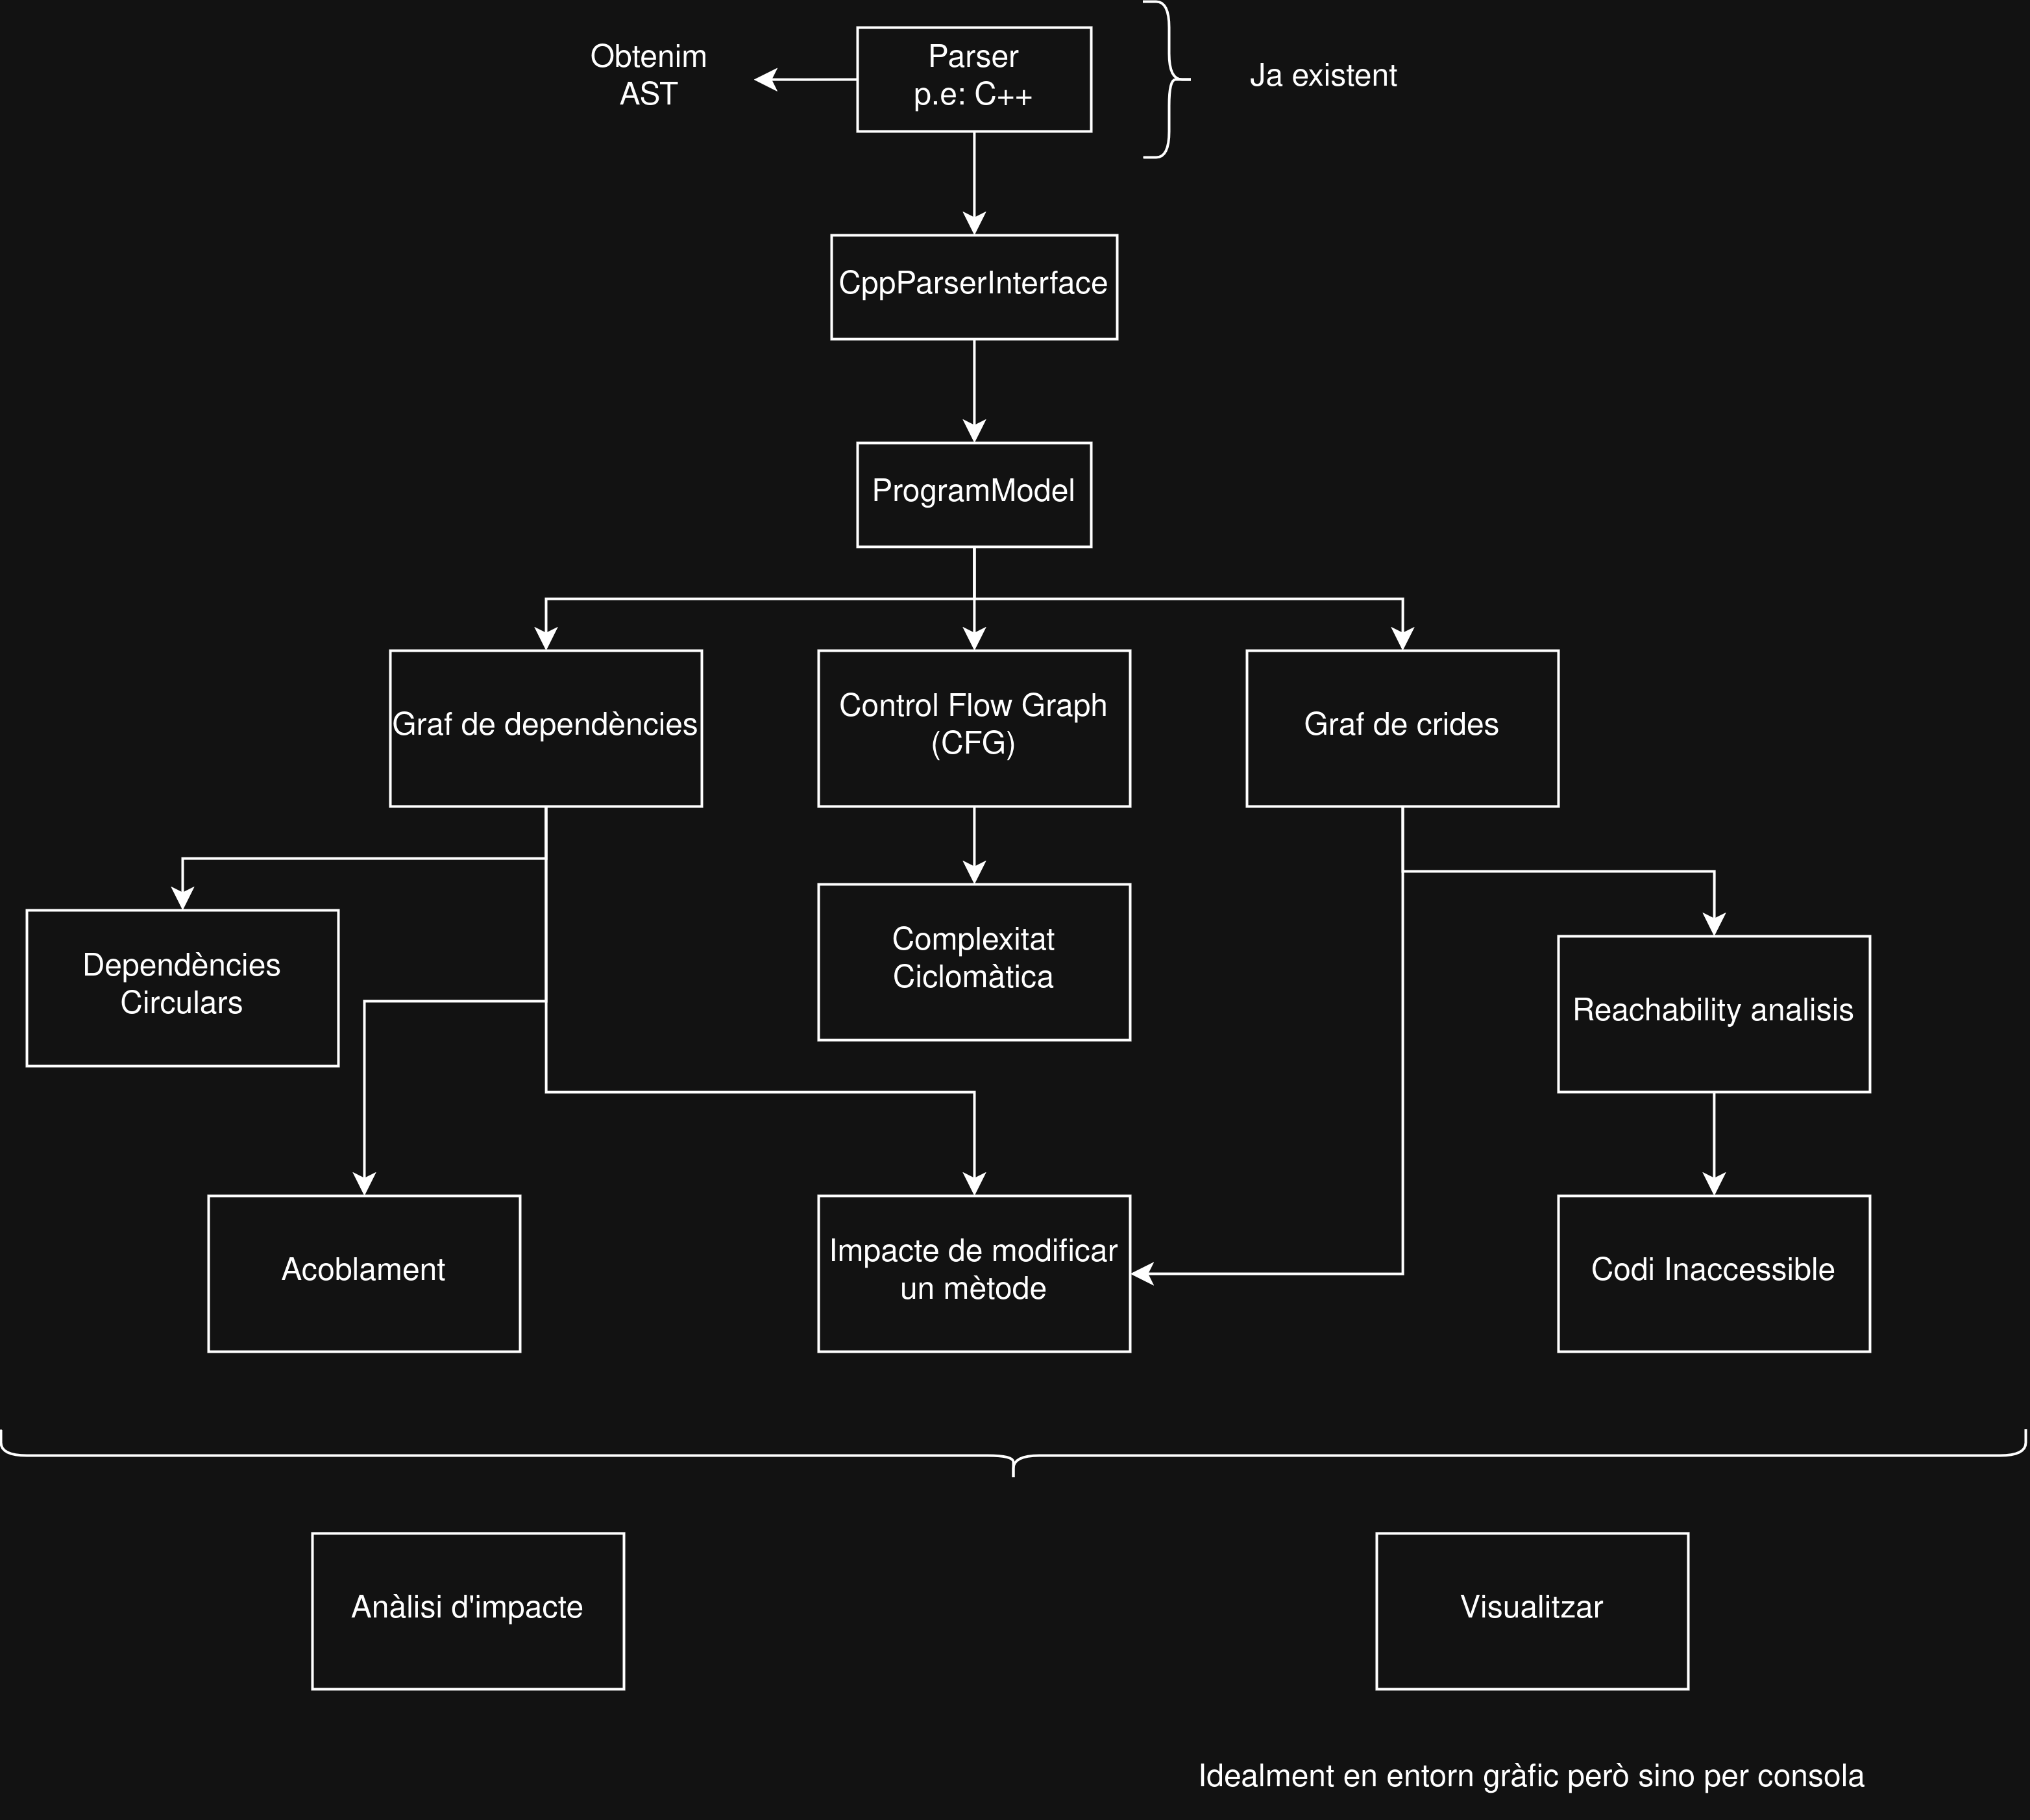 Obtenim
AST
Parser
p.e: C++
Ja existent
CppParserInterface
ProgramModel
Graf de dependències
Control Flow Graph
(CFG)
Graf de crides
Dependències
Circulars
Complexitat
Ciclomàtica
Reachability analisis
Acoblament
Impacte de modificar
un mètode
Codi Inaccessible
Anàlisi d'impacte
Visualitzar
Idealment en entorn gràfic però sino per consola